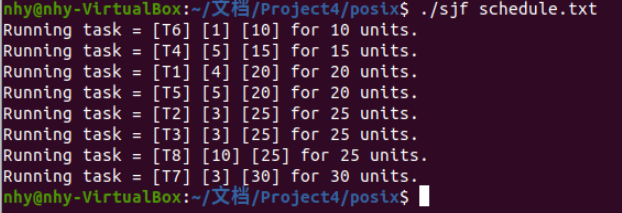 nhy@nhy-VirtualBox:~/文档/Project4/posix$ ./sjf schedule.txt
Running task = [T6] [1] [10] for 10 units.
Running task = [T4] [5] [15] for 15 units.
Running task = [T1] [4] [20] for 20 units.
Running task = [T5] [5] [20] for 20 units.
Running task = [T2] [3] [25] for 25 units.
Running task = [T3] [3] [25] for 25 units.
Running task = [T8] [10] [25] for 25 units.
Running task = [T7] [3] [30] for 30 units.
nhy@nhy-VirtualBox:~/文档/Project4/posix$